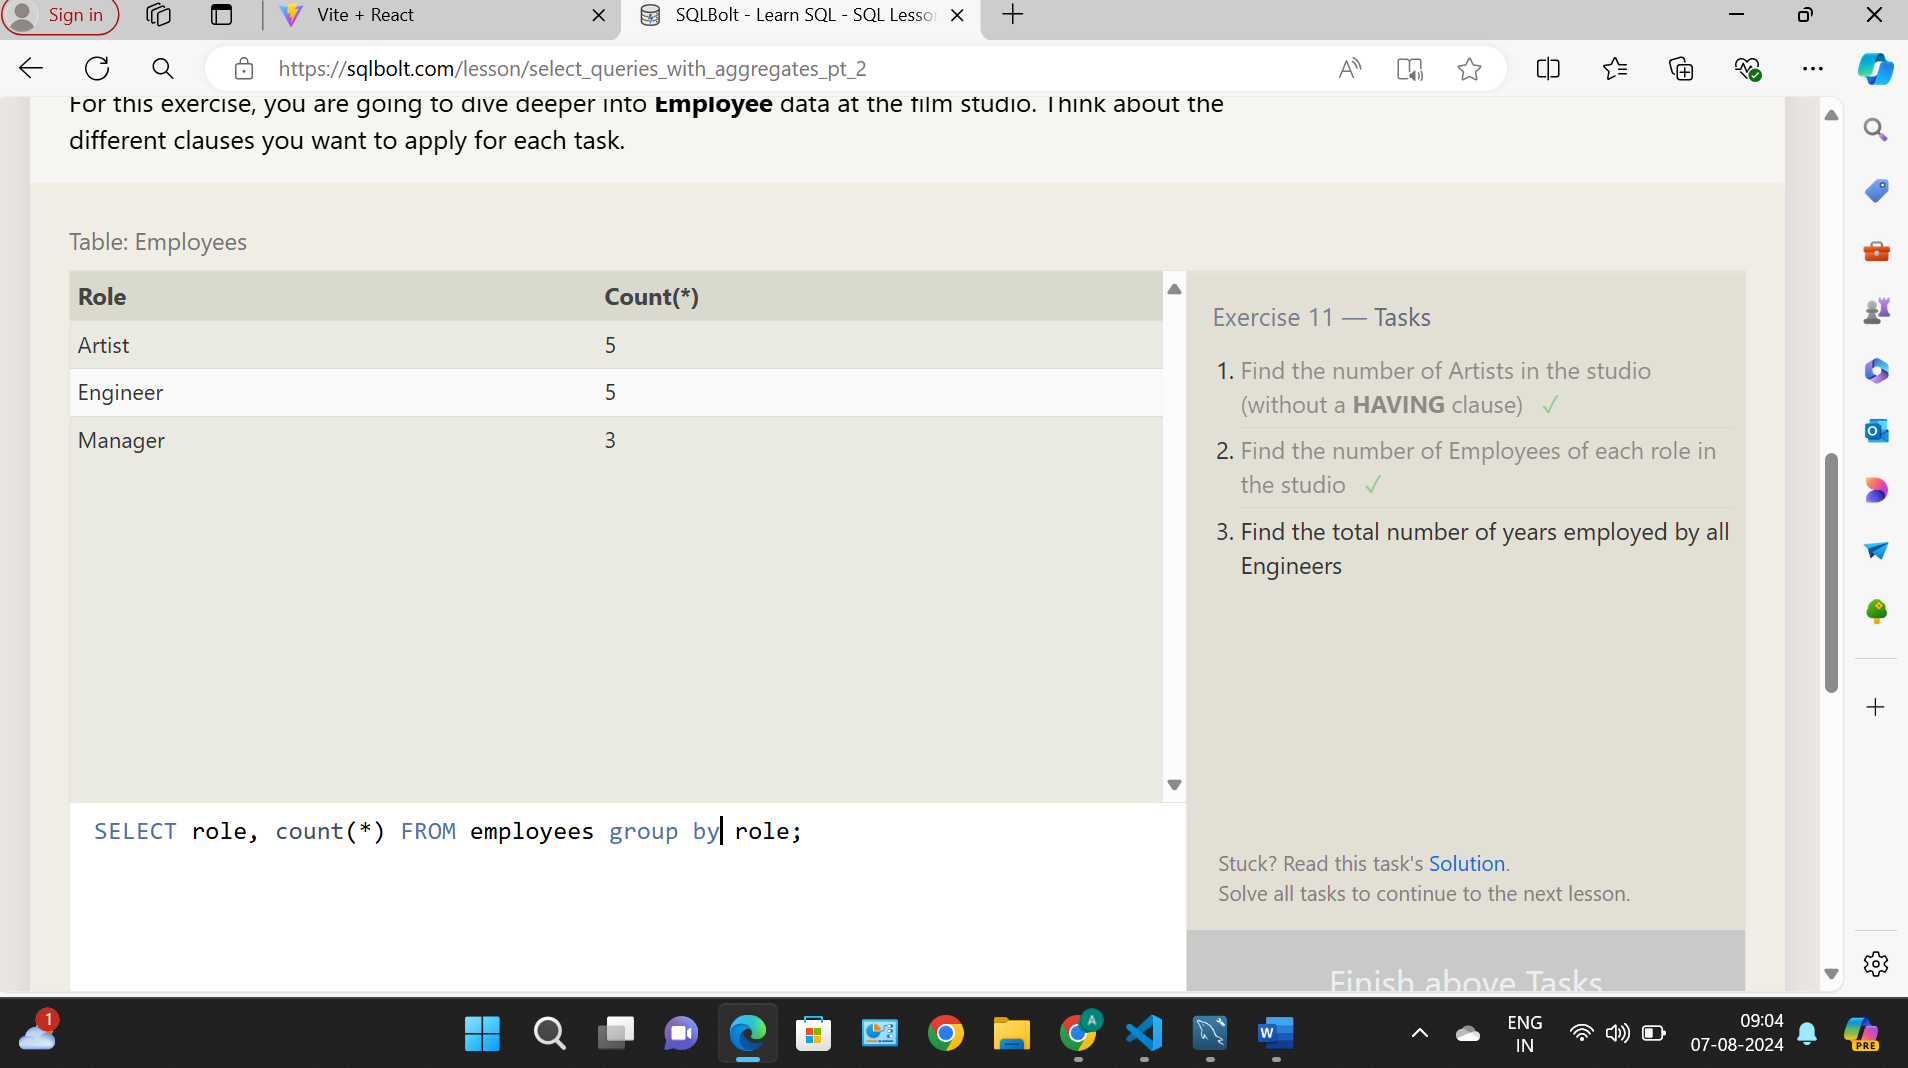 Sign in
Vite + React
SQLBolt - Learn SQL - SQL Lesso
https://sqlbolt.com/lesson/select_queries_with_aggregates_pt_2
For this exercise, you are going to dive deeper into Employee data at the film studio. Think about the
different clauses you want to apply for each task.
Table: Employees
Role Count(*)
Artist 5
Engineer 5
Manager 3
SELECT role, count(*) FROM employees group by role;
Exercise 11 — Tasks
1. Find the number of Artists in the studio
(without a HAVING clause) ✓
2. Find the number of Employees of each role in
the studio ✓
3. Find the total number of years employed by all
Engineers
Stuck? Read this task's Solution.
Solve all tasks to continue to the next lesson.
Finish above Tasks
1
A
W
ENG
IN
09:04
07-08-2024
PRE